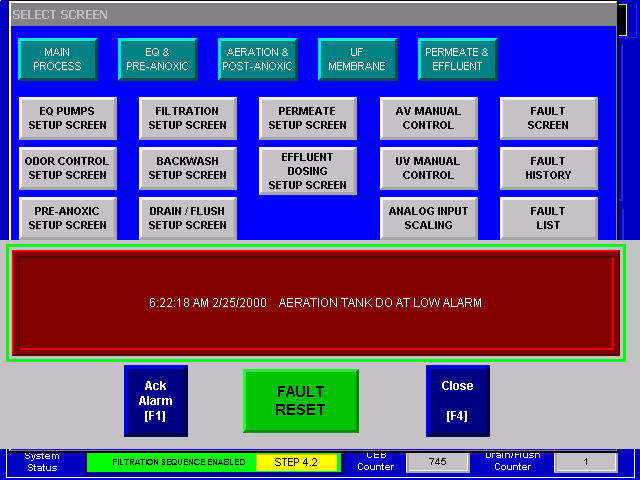 SELECT SCREEN
MAIN
PROCESS
EQ &
PRE-ANOXIC
AERATION &
POST-ANOXIC
UF
MEMBRANE
PERMEATE &
EFFLUENT
EQ PUMPS
SETUP SCREEN
FILTRATION
SETUP SCREEN
PERMEATE
SETUP SCREEN
AV MANUAL
CONTROL
FAULT
SCREEN
ODOR CONTROL
SETUP SCREEN
BACKWASH
SETUP SCREEN
EFFLUENT
DOSING
SETUP SCREEN
UV MANUAL
CONTROL
FAULT
HISTORY
PRE-ANOXIC
SETUP SCREEN
DRAIN / FLUSH
SETUP SCREEN
ANALOG INPUT
SCALING
FAULT
LIST
6:22:18 AM 2/25/2000 AERATION TANK DO AT LOW ALARM
Ack
Alarm
[F1]
FAULT
RESET
Close
[F4]
System
Status
FILTRATION SEQUENCE ENABLED
STEP 4.2
CEB
Counter
745
Drain/Flush
Counter
1